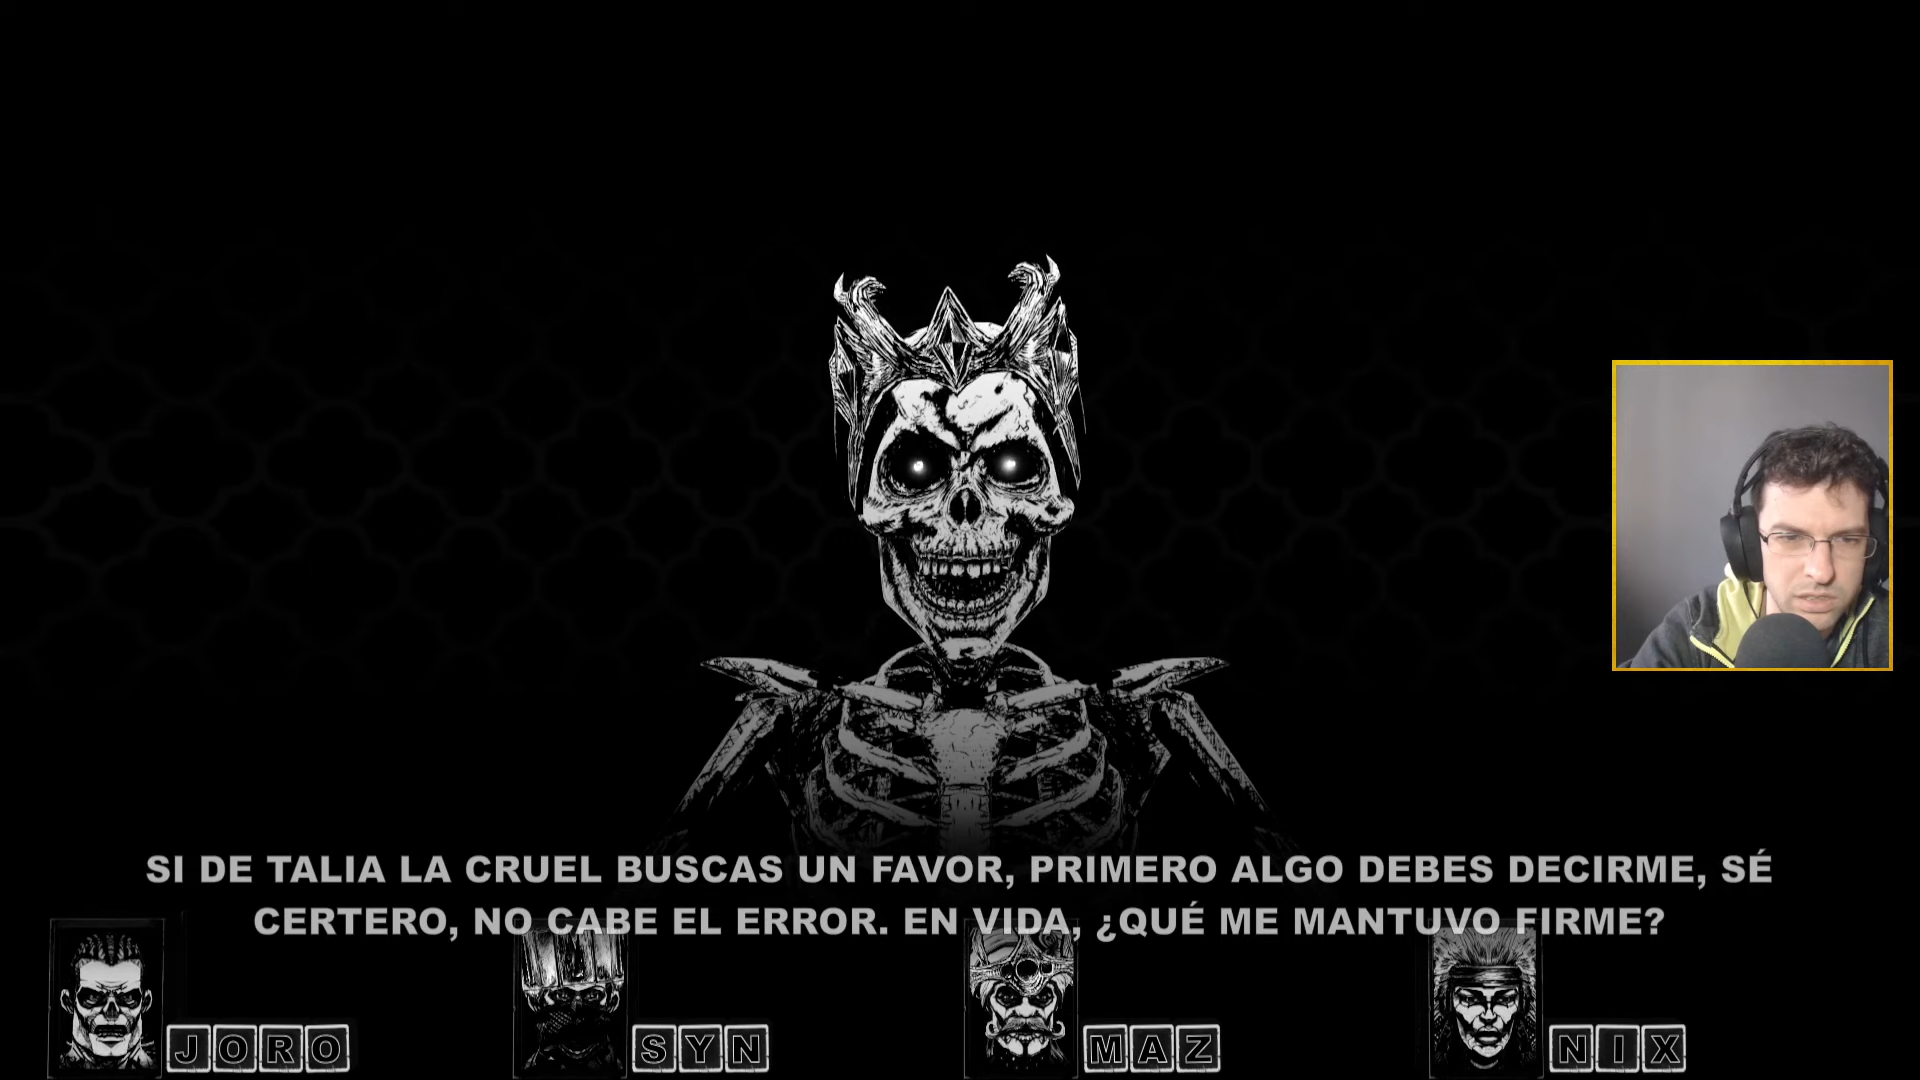 SI DE TALIA LA CRUEL BUSCAS UN FAVOR, PRIMERO ALGO DEBES DECIRME, SÉ
CERTERO, NO CABE EL ERROR. EN VIDA, ¿QUÉ ME MANTUVO FIRME?
JORO SYN MAZ NIX